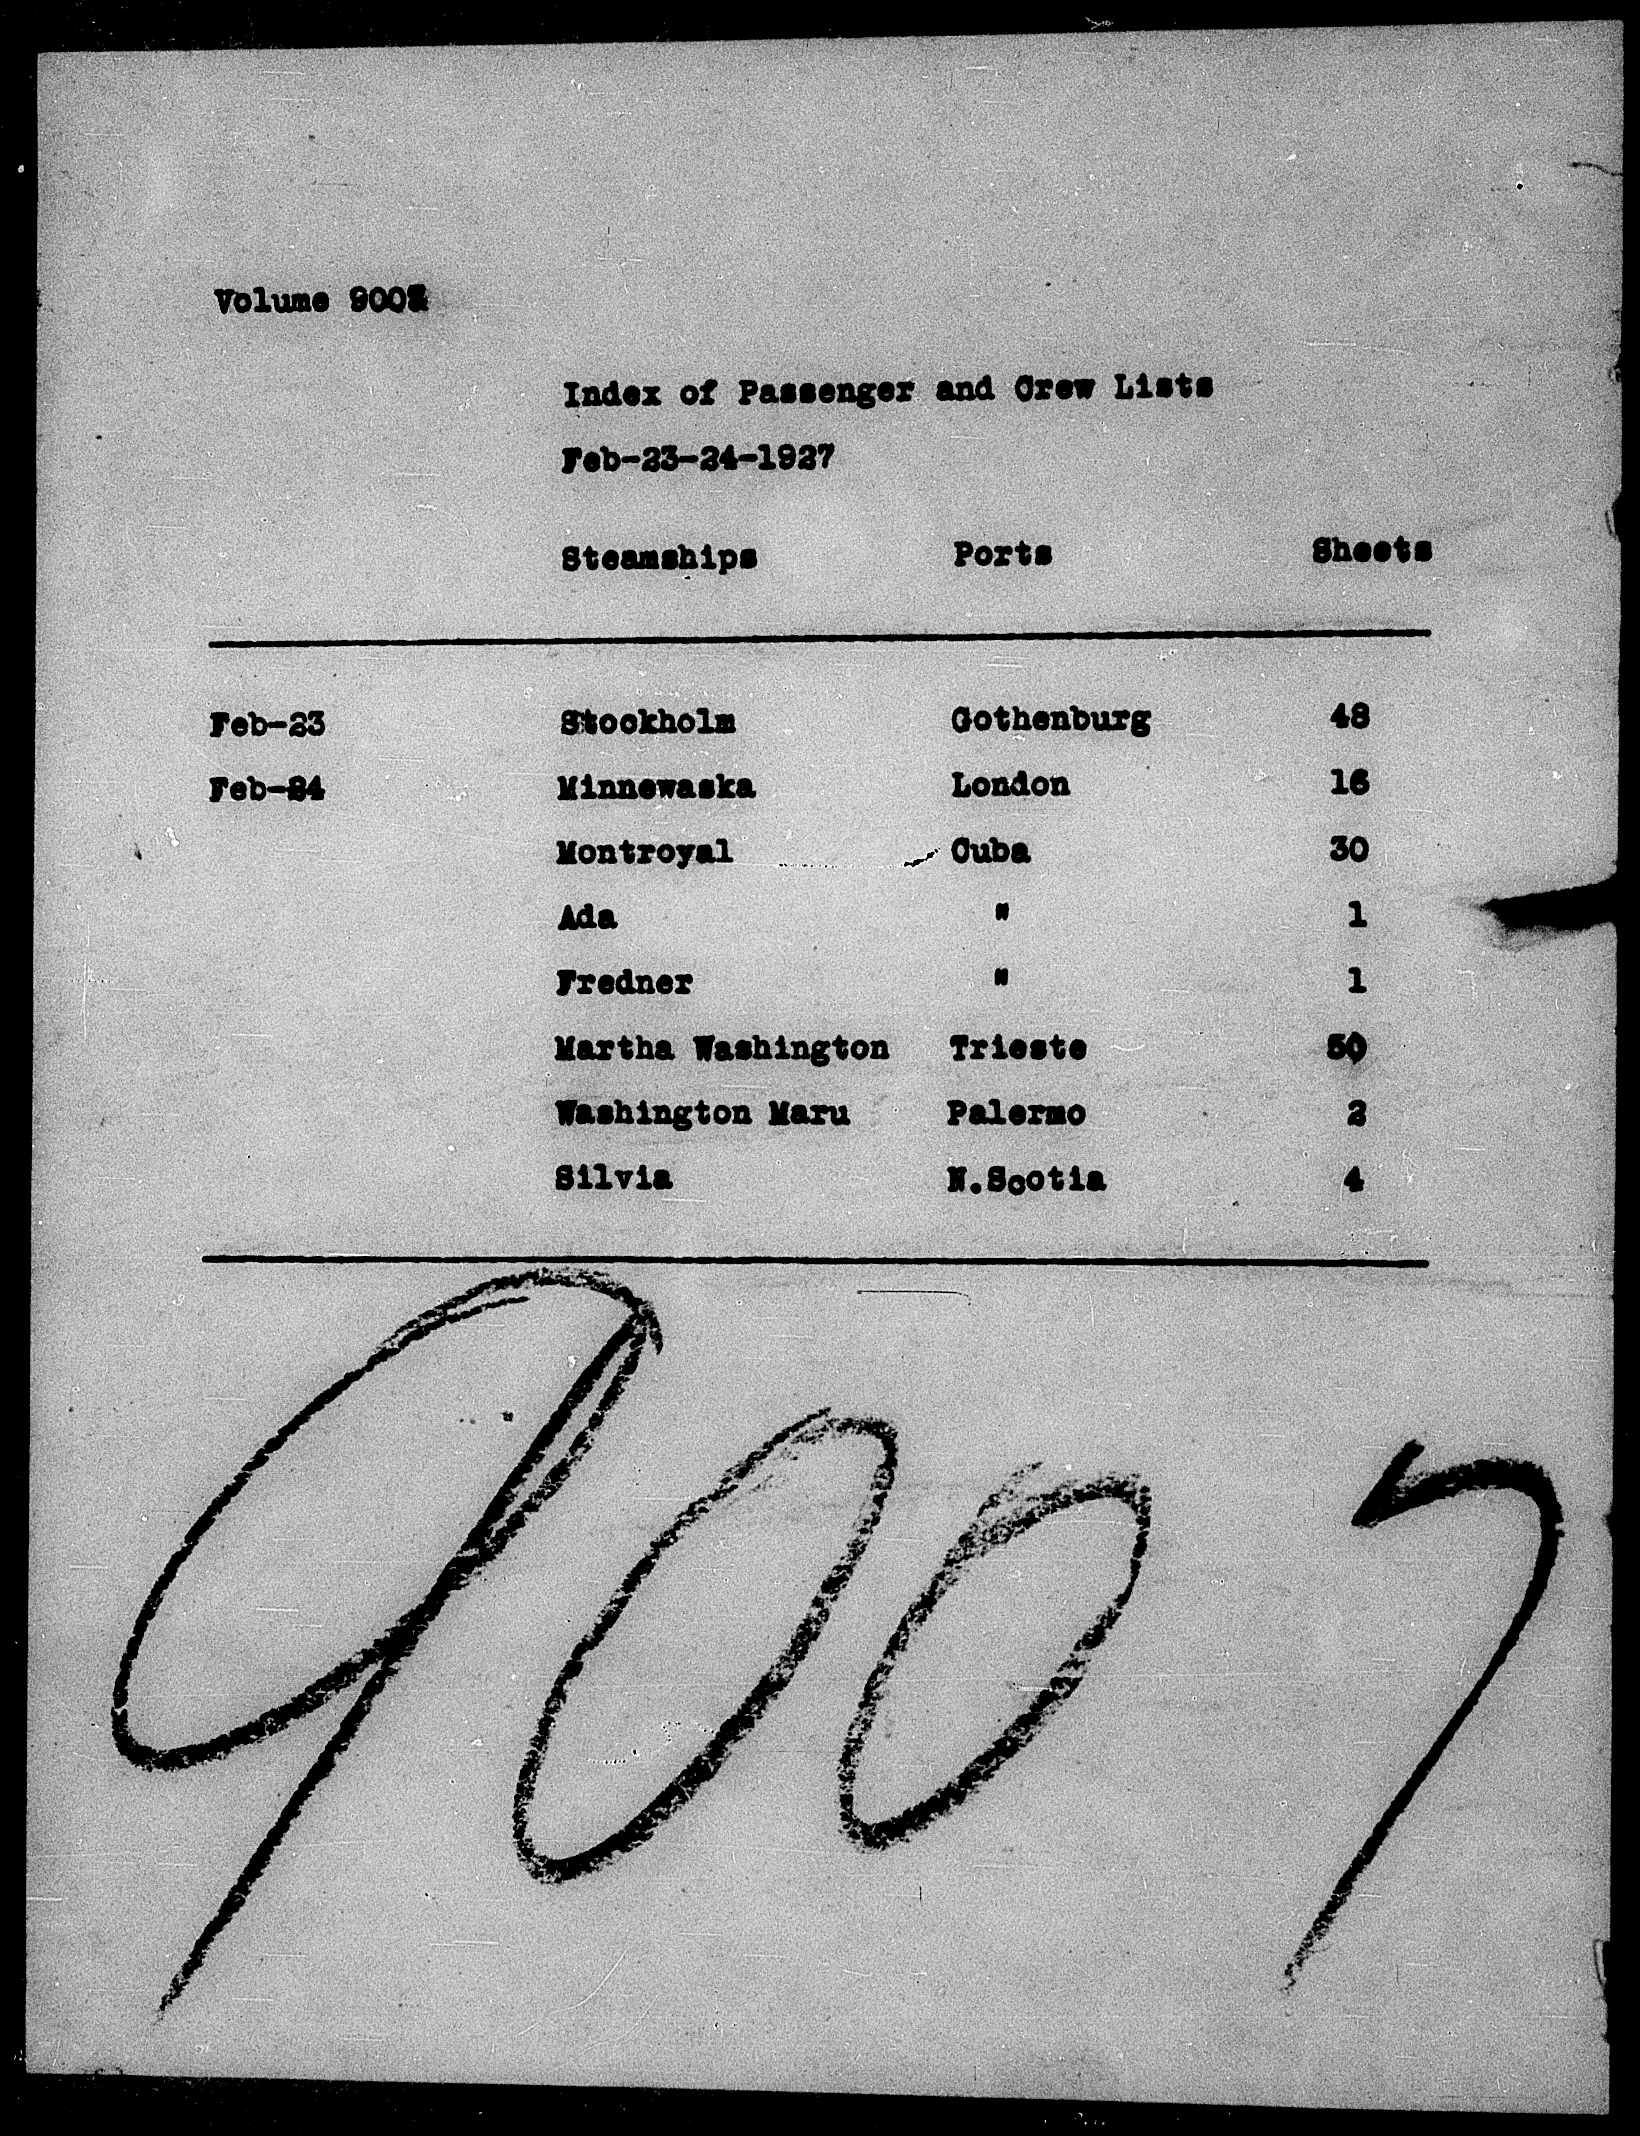 Volume 900
Index of Passenger and Crew Lists
Feb-23-24-1927
Steamships Ports Sheets
Feb-23 Stockholm Gothenburg 48
Feb-24 Minnewaska London 16
Montroyal Cuba 30
Ada " 1
Fredner " 1
Martha Washington Trieste 50
Washington Maru Palermo 2
Silvia N.Scotia 4
9007